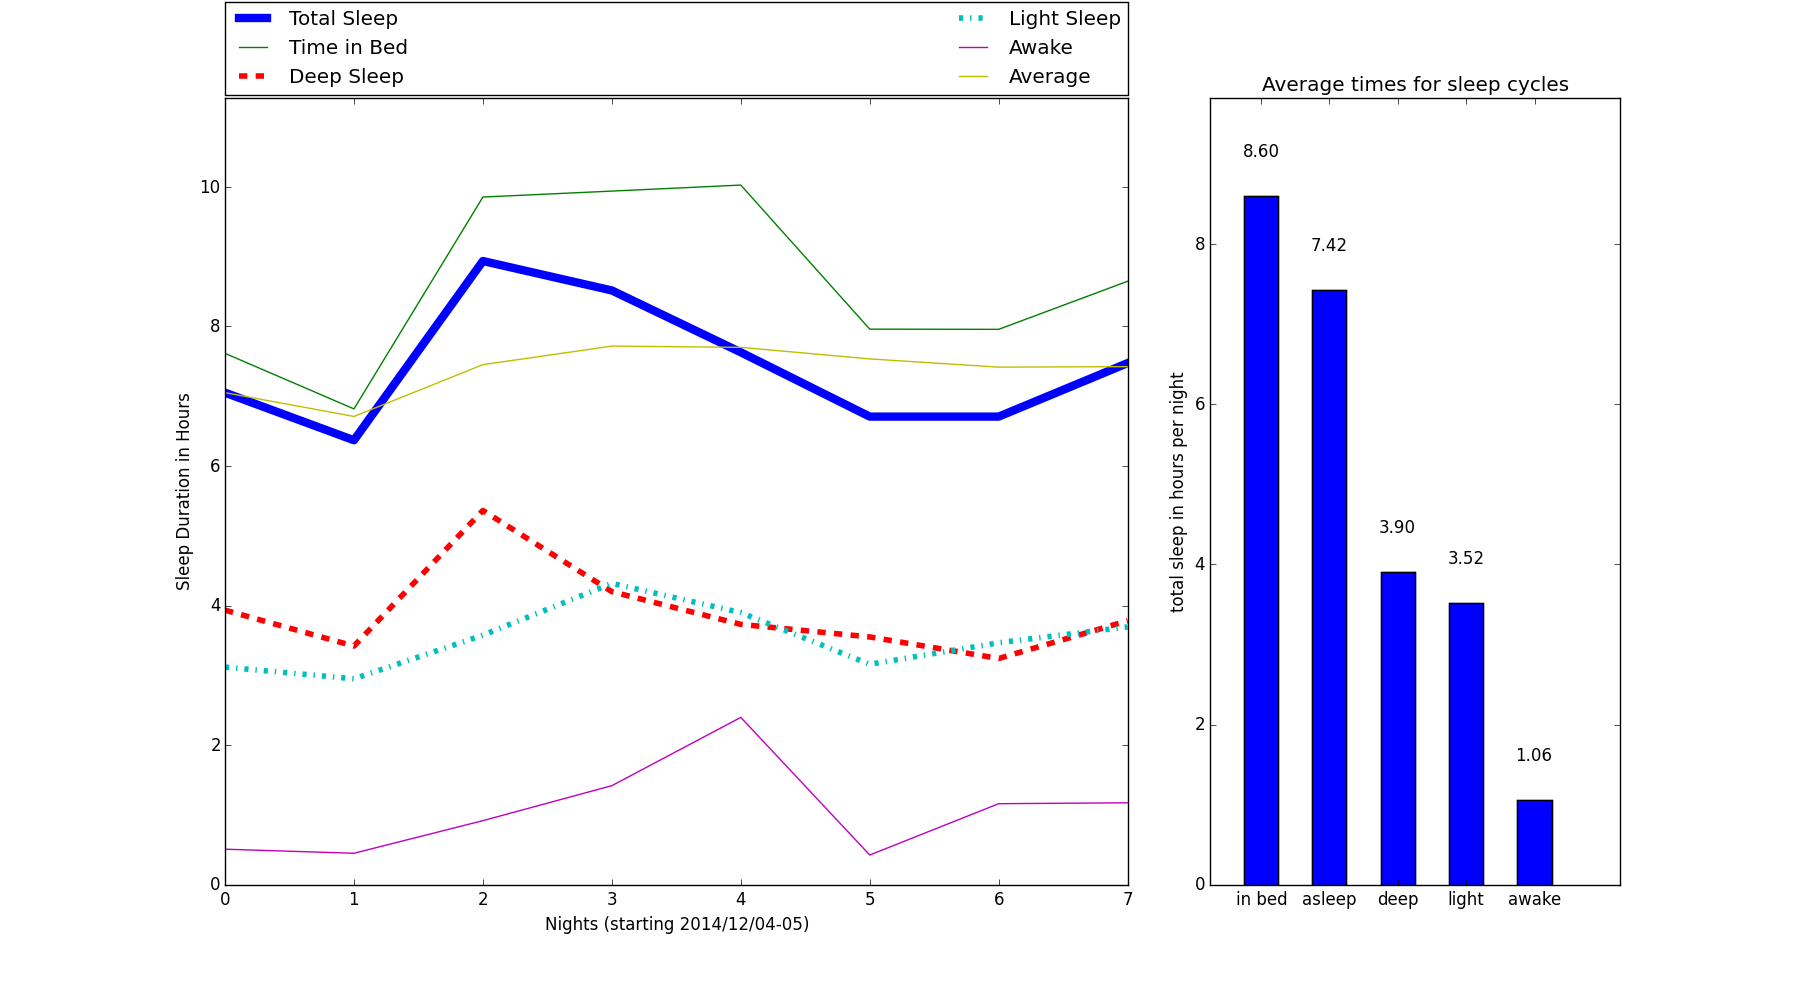 Total Sleep
Time in Bed
Deep Sleep
Light Sleep
Awake
Average
10
8
6
4
2
0
Sleep Duration in Hours
0 1 2 3 4 5 6 7
Nights (starting 2014/12/04-05)
Average times for sleep cycles
8.60
7.42
3.90
3.52
1.06
8
6
4
2
0
total sleep in hours per night
in bed asleep deep light awake